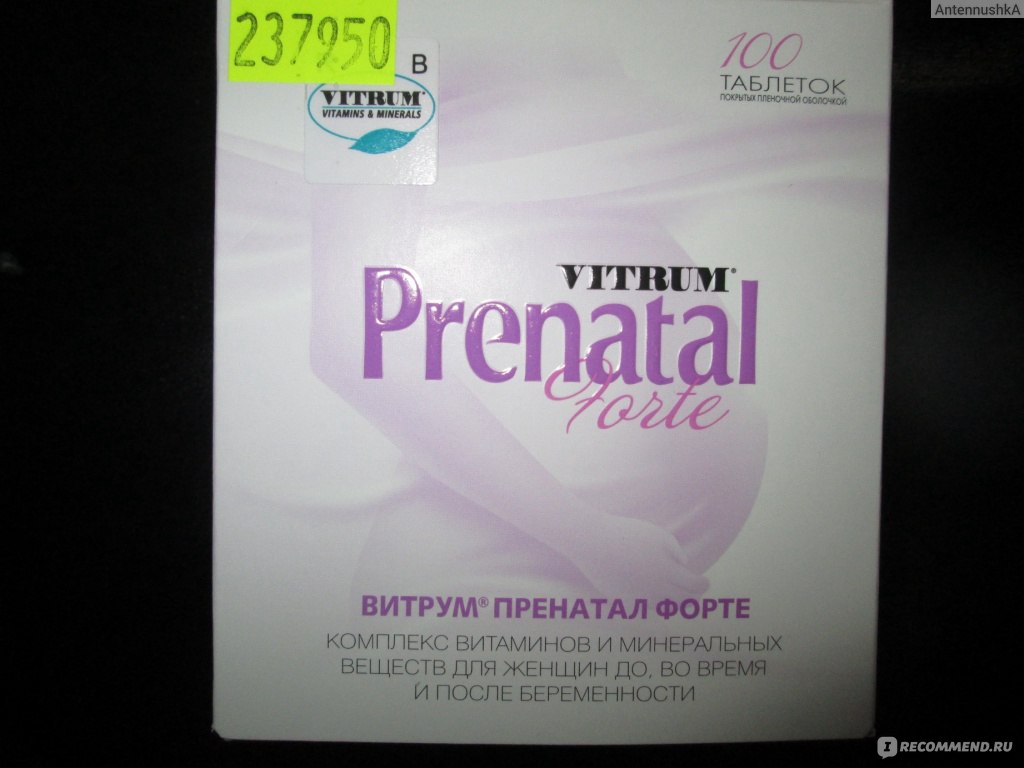 AntennushkA
237950
B
VITRUM®
VITAMINS & MINERALS
100
ТАБЛЕТОК
ПОКРЫТЫХ ПЛЕНОЧНОЙ ОБОЛОЧКОЙ
VITRUM®
Prenatal
Forte
ВИТРУМ® ПРЕНАТАЛ ФОРТЕ
КОМПЛЕКС ВИТАМИНОВ И МИНЕРАЛЬНЫХ
ВЕЩЕСТВ ДЛЯ ЖЕНЩИН ДО, ВО ВРЕМЯ
И ПОСЛЕ БЕРЕМЕННОСТИ
IRECOMMEND.RU